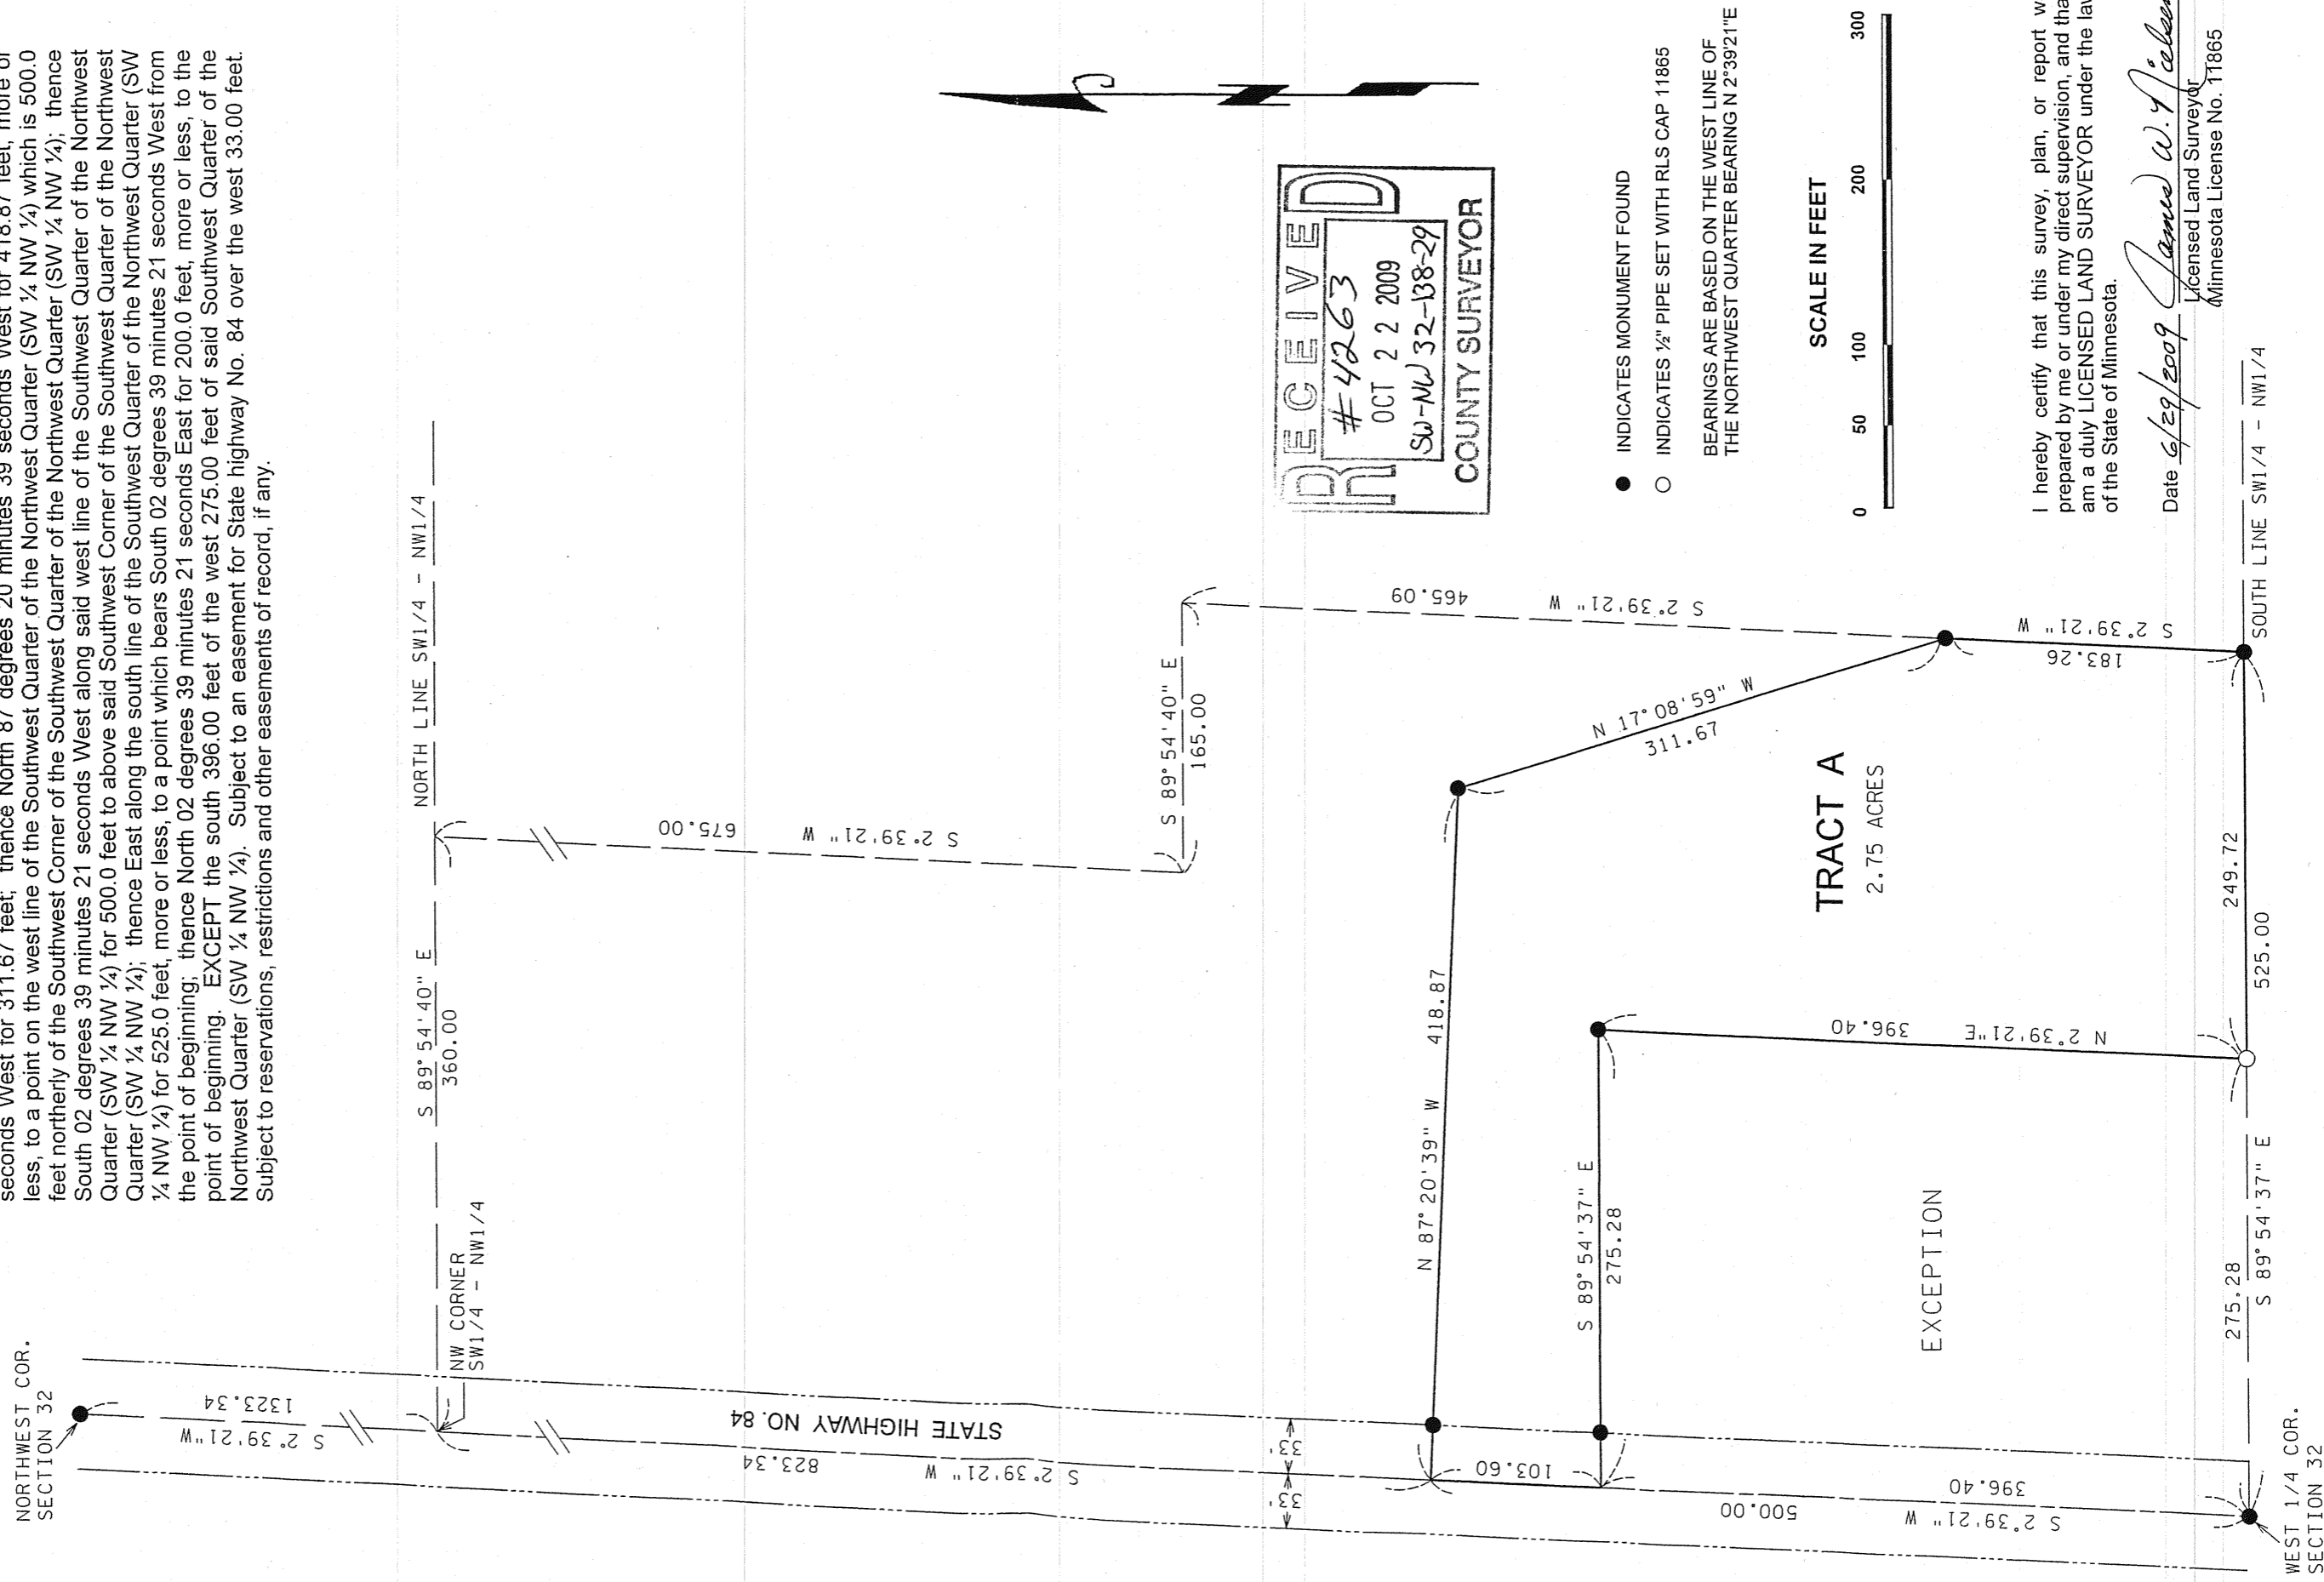 seconds West for 311.67 feet; thence North 87 degrees 20 minutes 39 seconds West for 418.87 feet, more or
less, to a point on the west line of the Southwest Quarter of the Northwest Quarter (SW ¼ NW ¼) which is 500.0
feet northerly of the Southwest Corner of the Southwest Quarter of the Northwest Quarter (SW ¼ NW ¼); thence
South 02 degrees 39 minutes 21 seconds West along said west line of the Southwest Quarter of the Northwest
Quarter (SW ¼ NW ¼) for 500.0 feet to above said Southwest Corner of the Southwest Quarter of the Northwest
Quarter (SW ¼ NW ¼); thence East along the south line of the Southwest Quarter of the Northwest Quarter (SW
¼ NW ¼) for 525.0 feet, more or less, to a point which bears South 02 degrees 39 minutes 21 seconds West from
the point of beginning; thence North 02 degrees 39 minutes 21 seconds East for 200.0 feet, more or less, to the
point of beginning. EXCEPT the south 396.00 feet of the west 275.00 feet of said Southwest Quarter of the
Northwest Quarter (SW ¼ NW ¼). Subject to an easement for State highway No. 84 over the west 33.00 feet.
Subject to reservations, restrictions and other easements of record, if any.
NORTHWEST COR.
SECTION 32
S 2°39'21"W
1323.34
NW CORNER
SW1/4 - NW1/4
S 89°54'40" E
360.00
NORTH LINE SW1/4 - NW1/4
S 2°39'21" W 675.00
S 89°54'40" E
165.00
S 2°39'21" W 465.09
STATE HIGHWAY NO. 84
S 2°39'21" W 823.34
33'
33'
N 87°20'39" W 418.87
N 17°08'59" W
311.67
S 2°39'21" W
183.26
103.60
S 89°54'37" E
275.28
N 2°39'21"E 396.40
TRACT A
2.75 ACRES
EXCEPTION
396.40
S 2°39'21" W 500.00
275.28
249.72
S 89°54'37" E
525.00
SOUTH LINE SW1/4 - NW1/4
WEST 1/4 COR.
SECTION 32
RECEIVED
#4263
OCT 22 2009
SW-NW 32-138-29
COUNTY SURVEYOR
INDICATES MONUMENT FOUND
INDICATES ½" PIPE SET WITH RLS CAP 11865
BEARINGS ARE BASED ON THE WEST LINE OF
THE NORTHWEST QUARTER BEARING N 2°39'21"E
SCALE IN FEET
0 50 100 200 300
I hereby certify that this survey, plan, or report w
prepared by me or under my direct supervision, and tha
am a duly LICENSED LAND SURVEYOR under the law
of the State of Minnesota.
Date 6/29/2009 James W. Nielsen
Licensed Land Surveyor
Minnesota License No. 11865